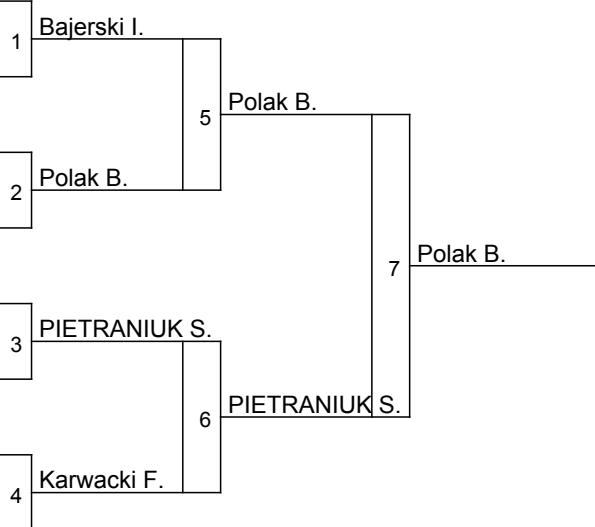 Bajerski I.
1
Polak B.
5
Polak B.
2
Polak B.
7
PIETRANIUK S.
3
PIETRANIUK S.
6
Karwacki F.
4